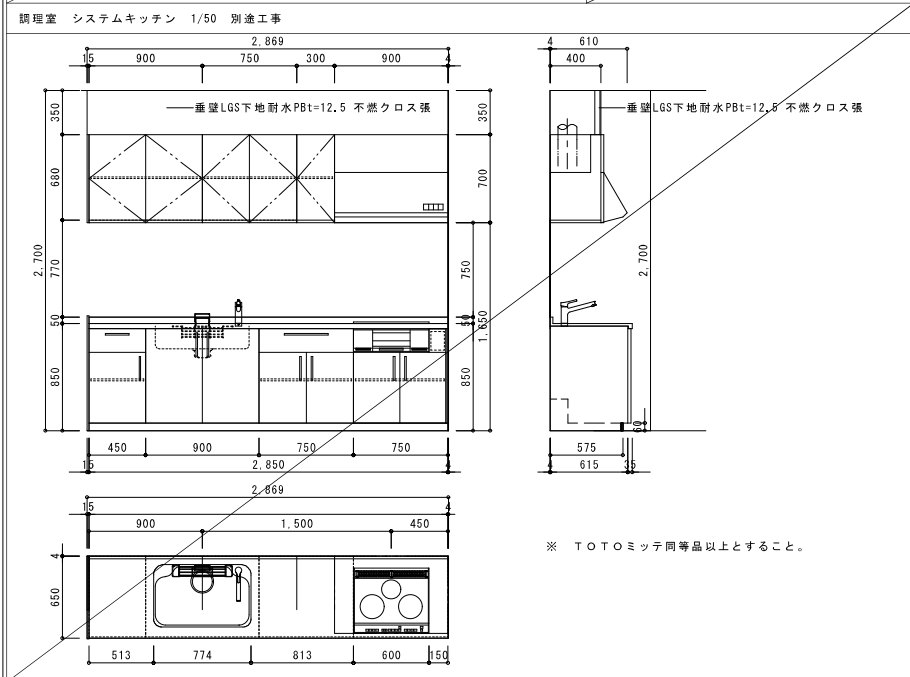 調理室 システムキッチン 1/50 別途工事
2,869
15 900 750 300 900 4
4 610
400
350
垂壁LGS下地耐水PBt=12.5 不燃クロス張
350
垂壁LGS下地耐水PBt=12.5 不燃クロス張
680
700
2,700
770
750
2,700
50
50
1,650
850
850
60
450 900 750 750
575
15 2,850 4
4 615 35
2,869
15 4
900 1,500 450
4
650
※ TOTOミッテ同等品以上とすること。
513 774 813 600 150